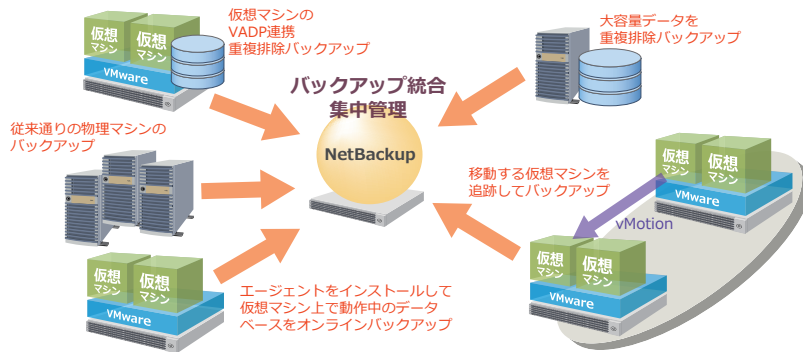 仮想
マシン
仮想
マシン
VMware
仮想マシンの
VADP連携
重複排除バックアップ
大容量データを
重複排除バックアップ
バックアップ統合
集中管理
NetBackup
従来通りの物理マシンの
バックアップ
移動する仮想マシンを
追跡してバックアップ
仮想
マシン
仮想
マシン
VMware
vMotion
仮想
マシン
仮想
マシン
VMware
仮想
マシン
仮想
マシン
VMware
エージェントをインストールして
仮想マシン上で動作中のデータ
ベースをオンラインバックアップ